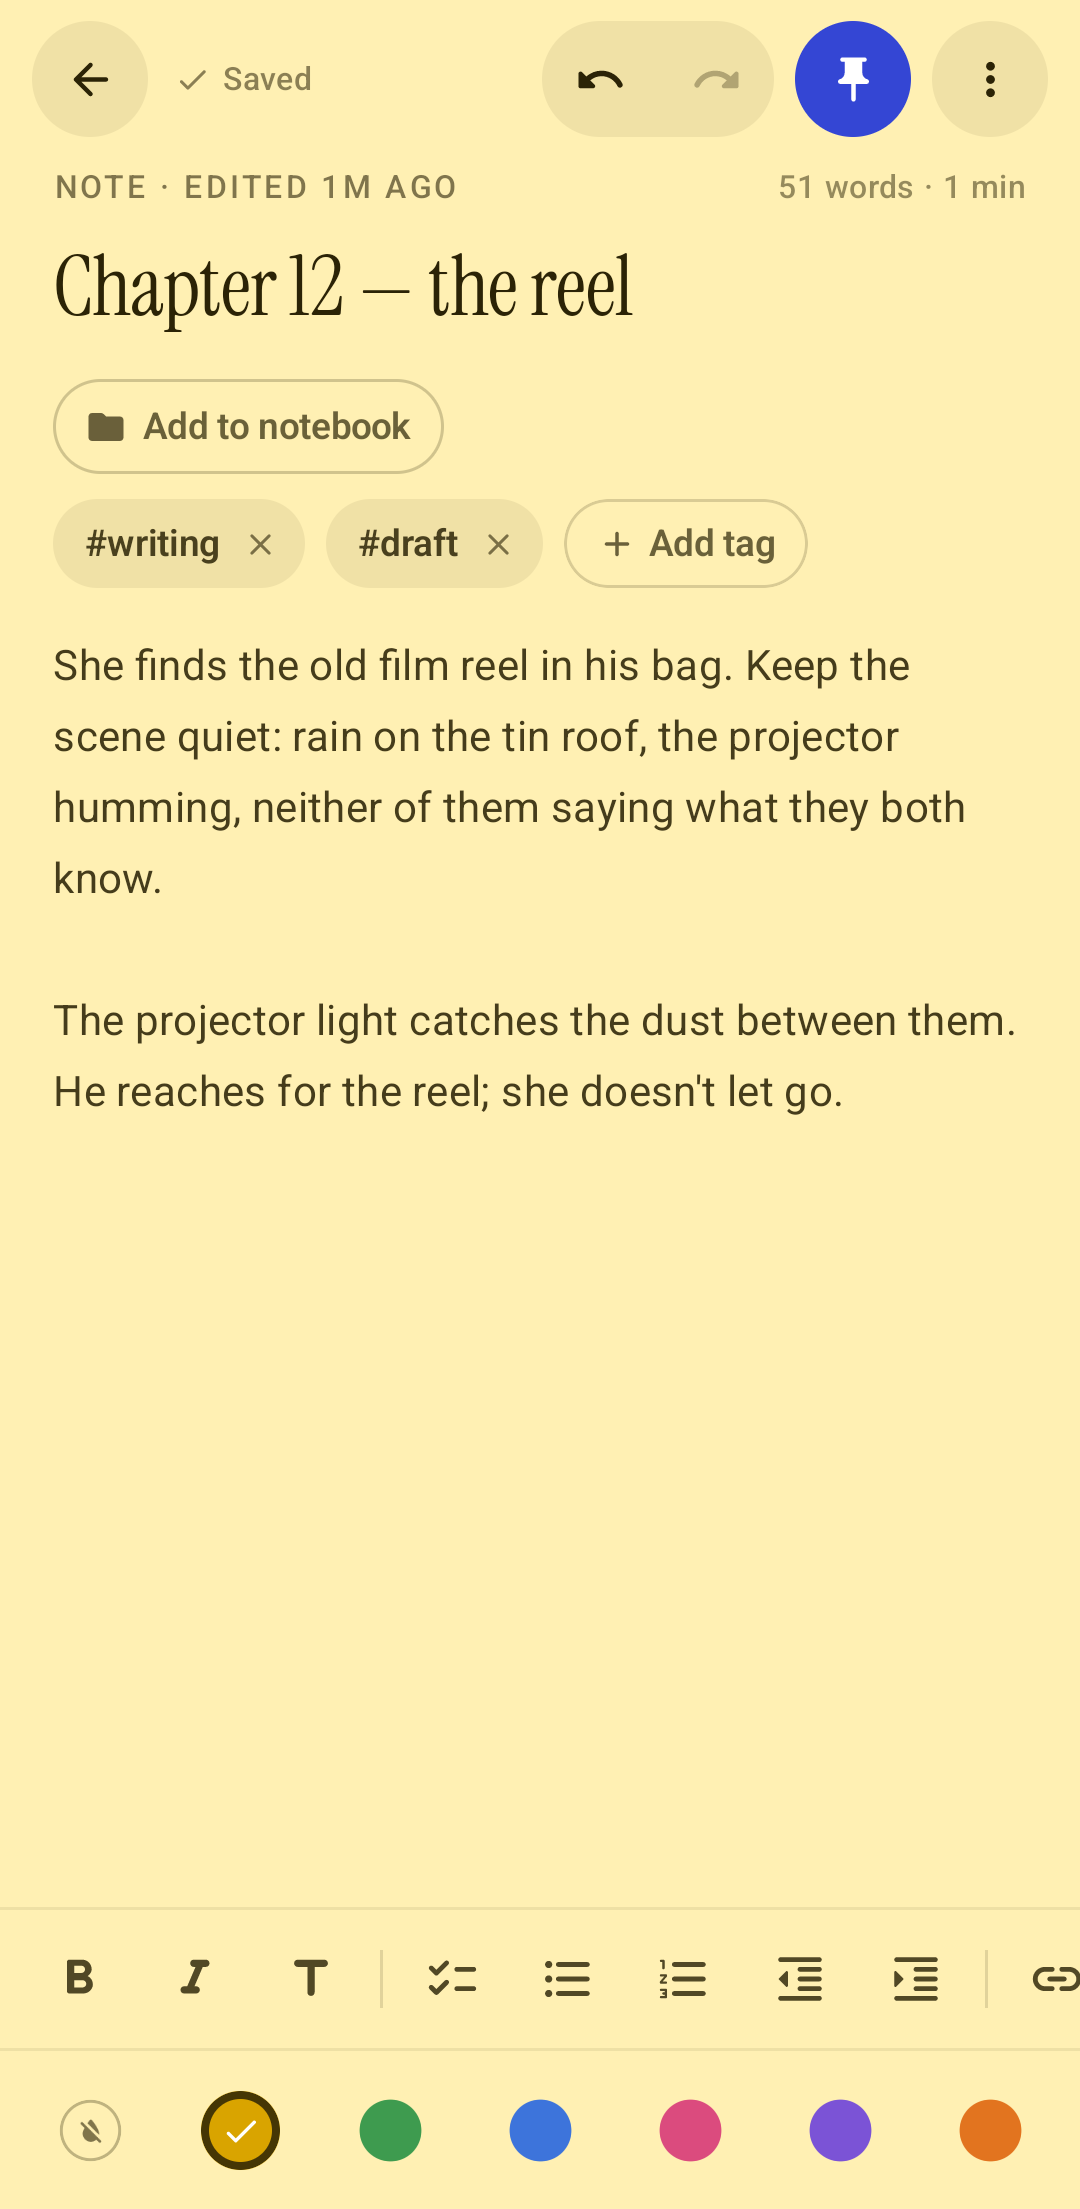 Saved
NOTE · EDITED 1M AGO
51 words · 1 min
Chapter 12 — the reel
Add to notebook
#writing
#draft
Add tag
She finds the old film reel in his bag. Keep the
scene quiet: rain on the tin roof, the projector
humming, neither of them saying what they both
know.
The projector light catches the dust between them.
He reaches for the reel; she doesn't let go.